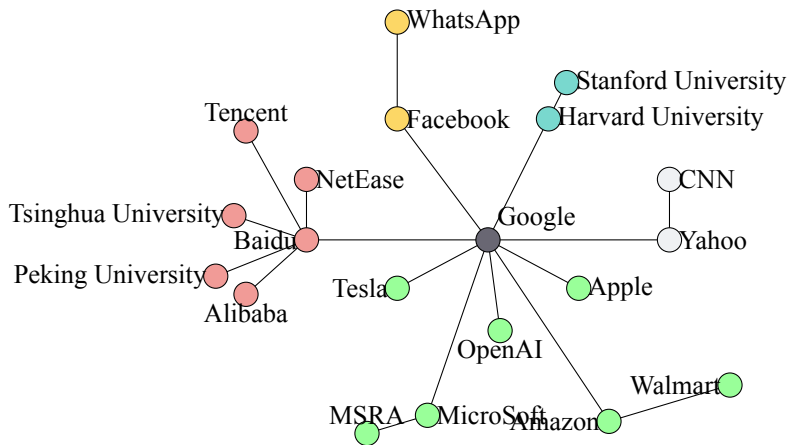 WhatsApp
Stanford University
Tencent
Facebook
Harvard University
NetEase
CNN
Tsinghua University
Google
Baidu
Yahoo
Peking University
Tesla
Apple
Alibaba
OpenAI
Walmart
MSRA
MicroSoft
Amazon